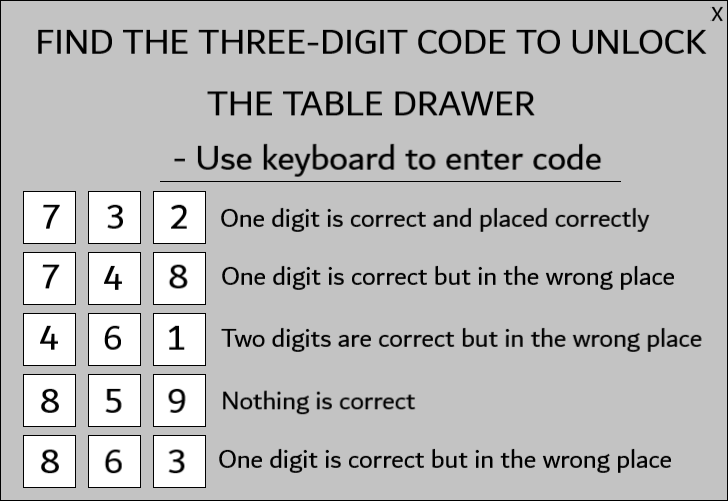 X
FIND THE THREE-DIGIT CODE TO UNLOCK
THE TABLE DRAWER
- Use keyboard to enter code
7 3 2 One digit is correct and placed correctly
7 4 8 One digit is correct but in the wrong place
4 6 1 Two digits are correct but in the wrong place
8 5 9 Nothing is correct
8 6 3 One digit is correct but in the wrong place